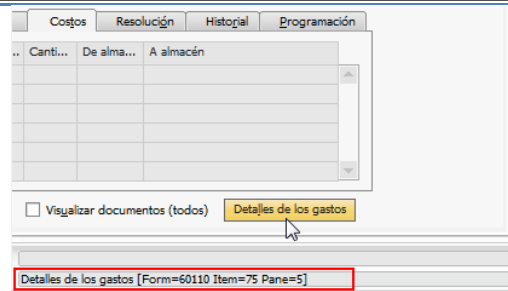 Costos Resolución Historial Programación
.. Canti... De alma... A almacén
Visualizar documentos (todos) Detalles de los gastos
Detalles de los gastos [Form=60110 Item=75 Pane=5]